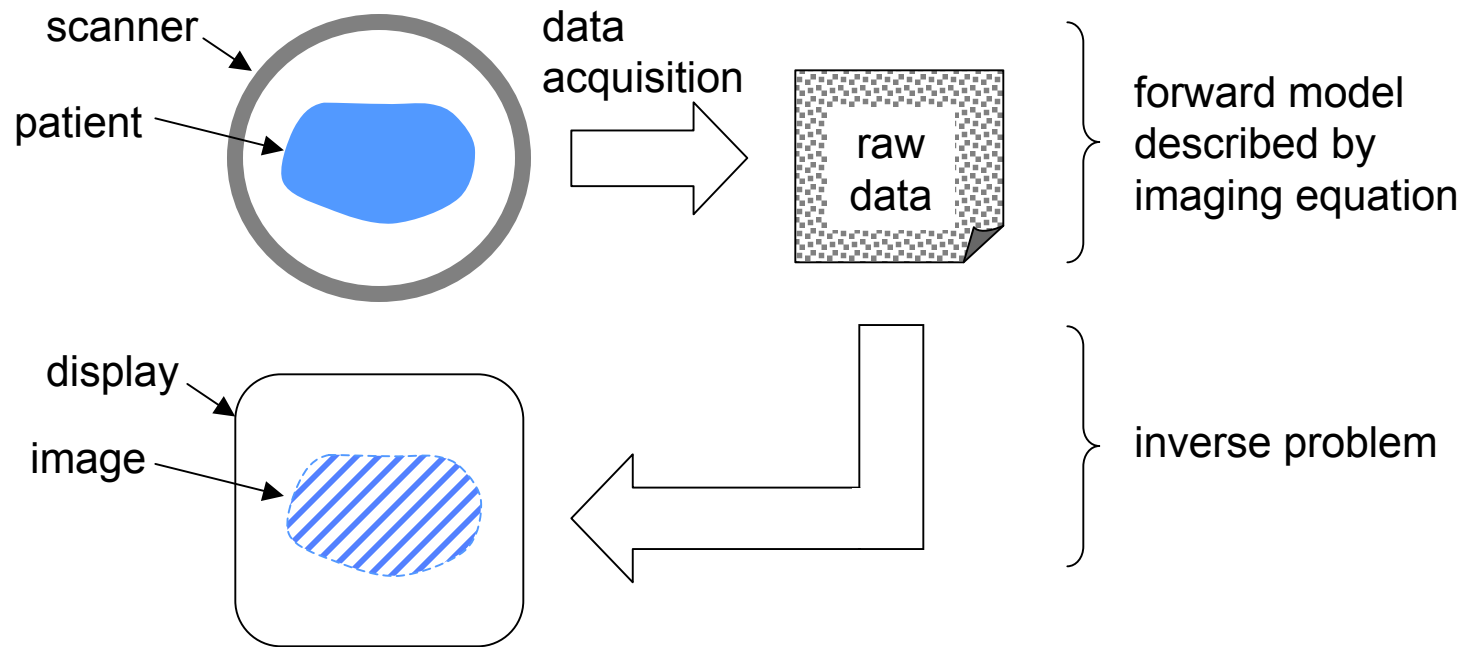 scanner
patient
data
acquisition
raw
data
forward model
described by
imaging equation
display
image
inverse problem